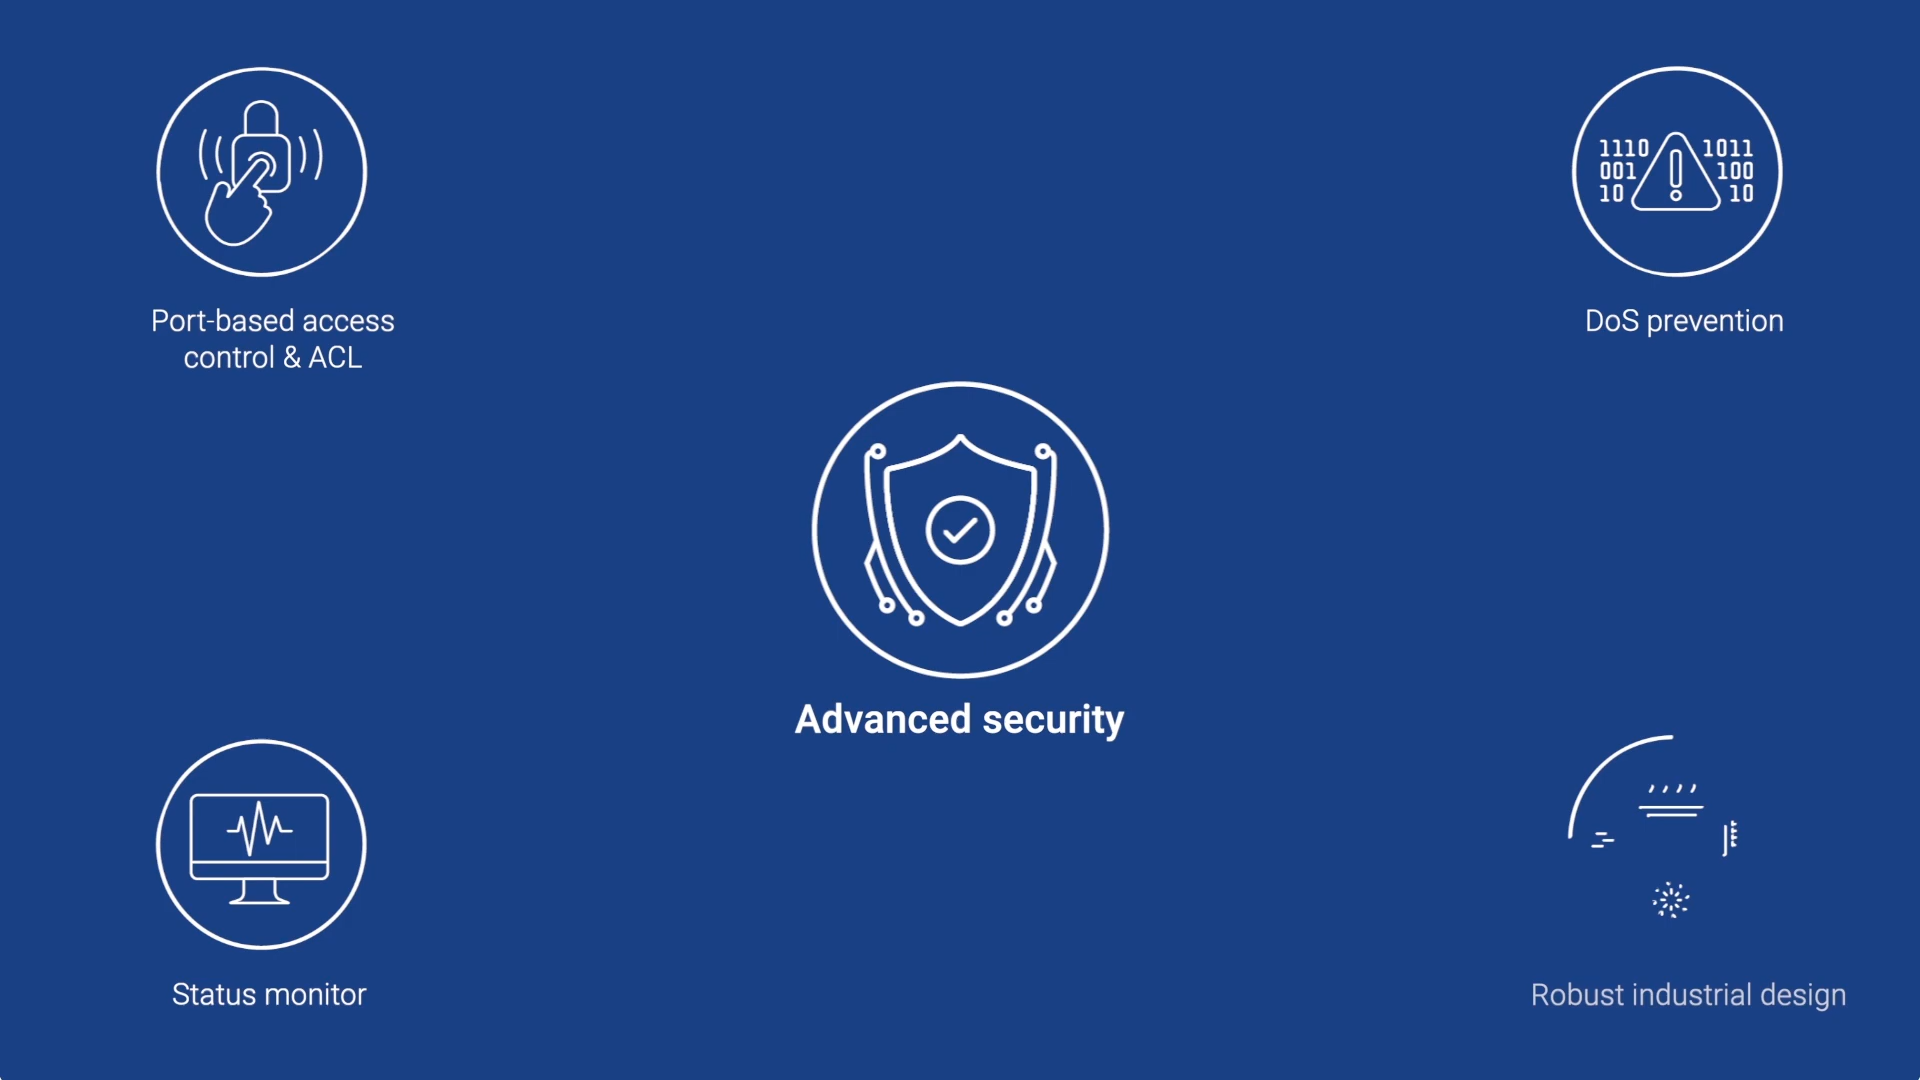 1110 1011
001 100
10 10
Port-based access
control & ACL
DoS prevention
Advanced security
Status monitor
Robust industrial design